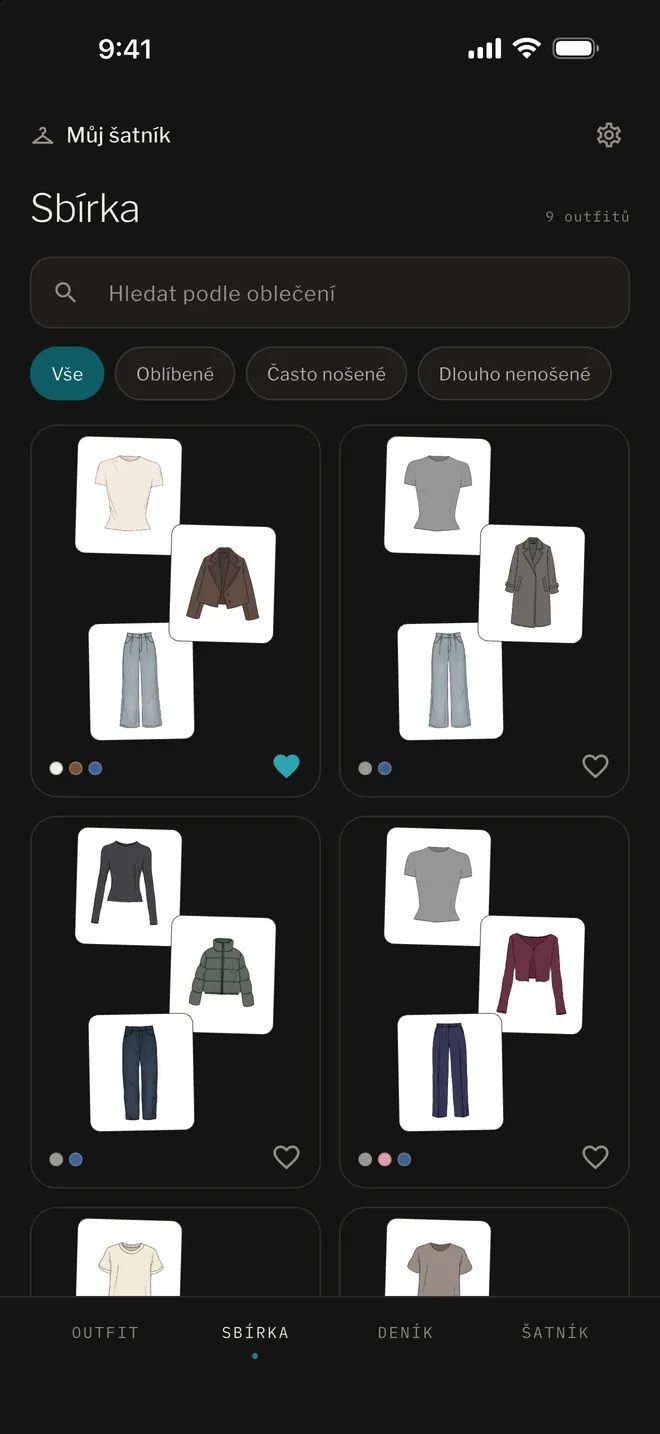 9:41
Můj šatník
Sbírka
9 outfitů
Hledat podle oblečení
Vše Oblíbené Často nošené Dlouho nenošené
OUTFIT SBÍRKA DENÍK ŠATNÍK